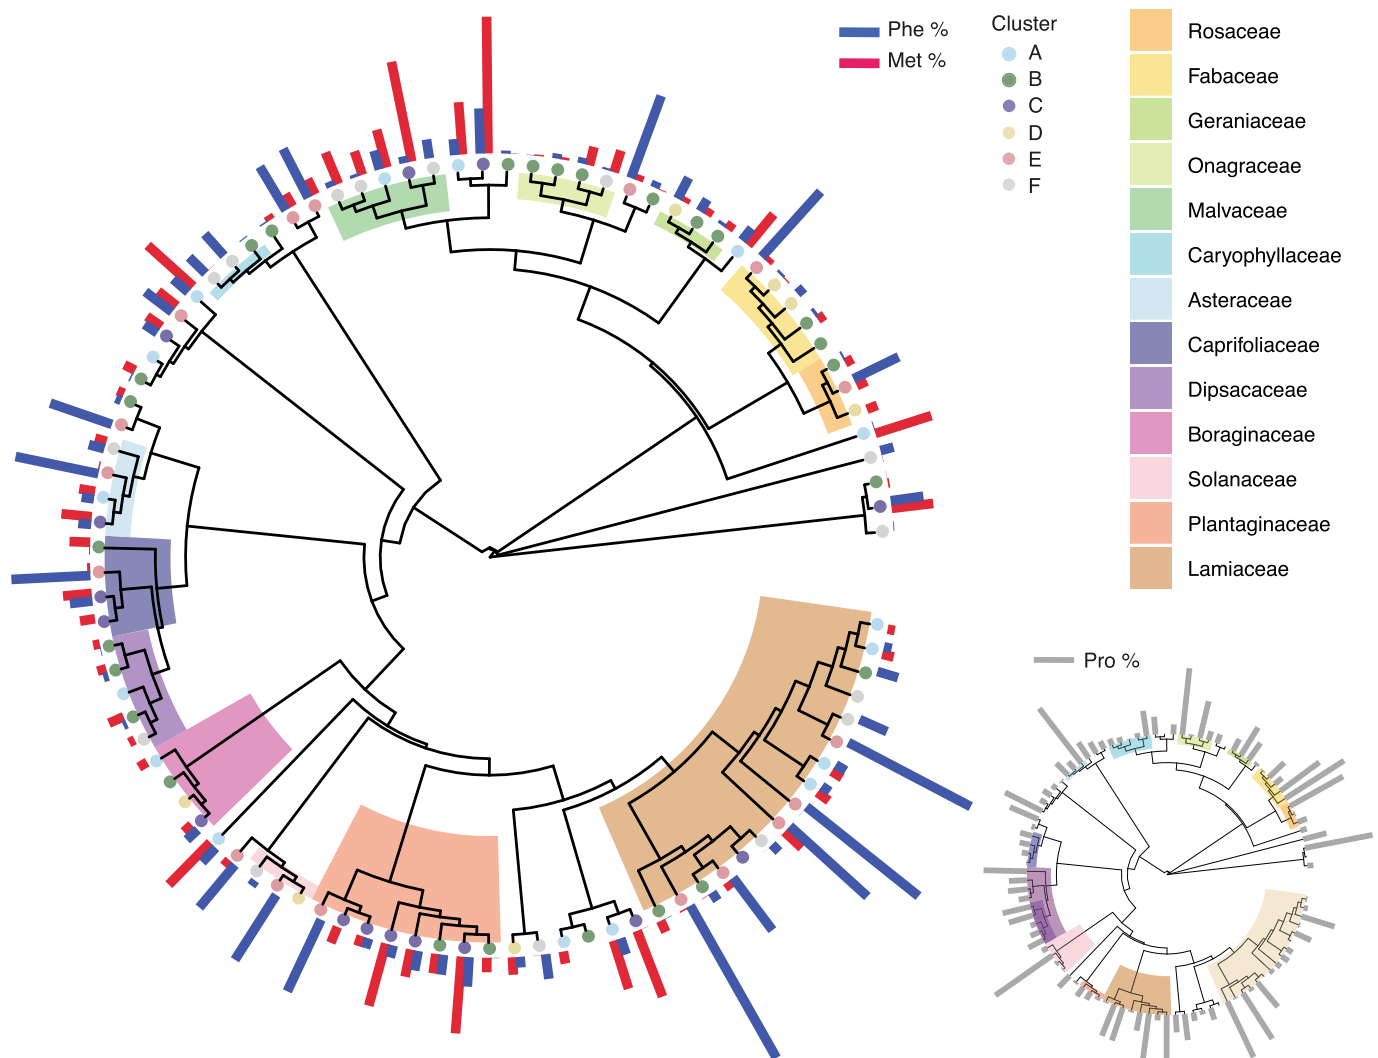 Phe %
Met %
Cluster
A
B
C
D
E
F
Rosaceae
Fabaceae
Geraniaceae
Onagraceae
Malvaceae
Caryophyllaceae
Asteraceae
Caprifoliaceae
Dipsacaceae
Boraginaceae
Solanaceae
Plantaginaceae
Lamiaceae
Pro %